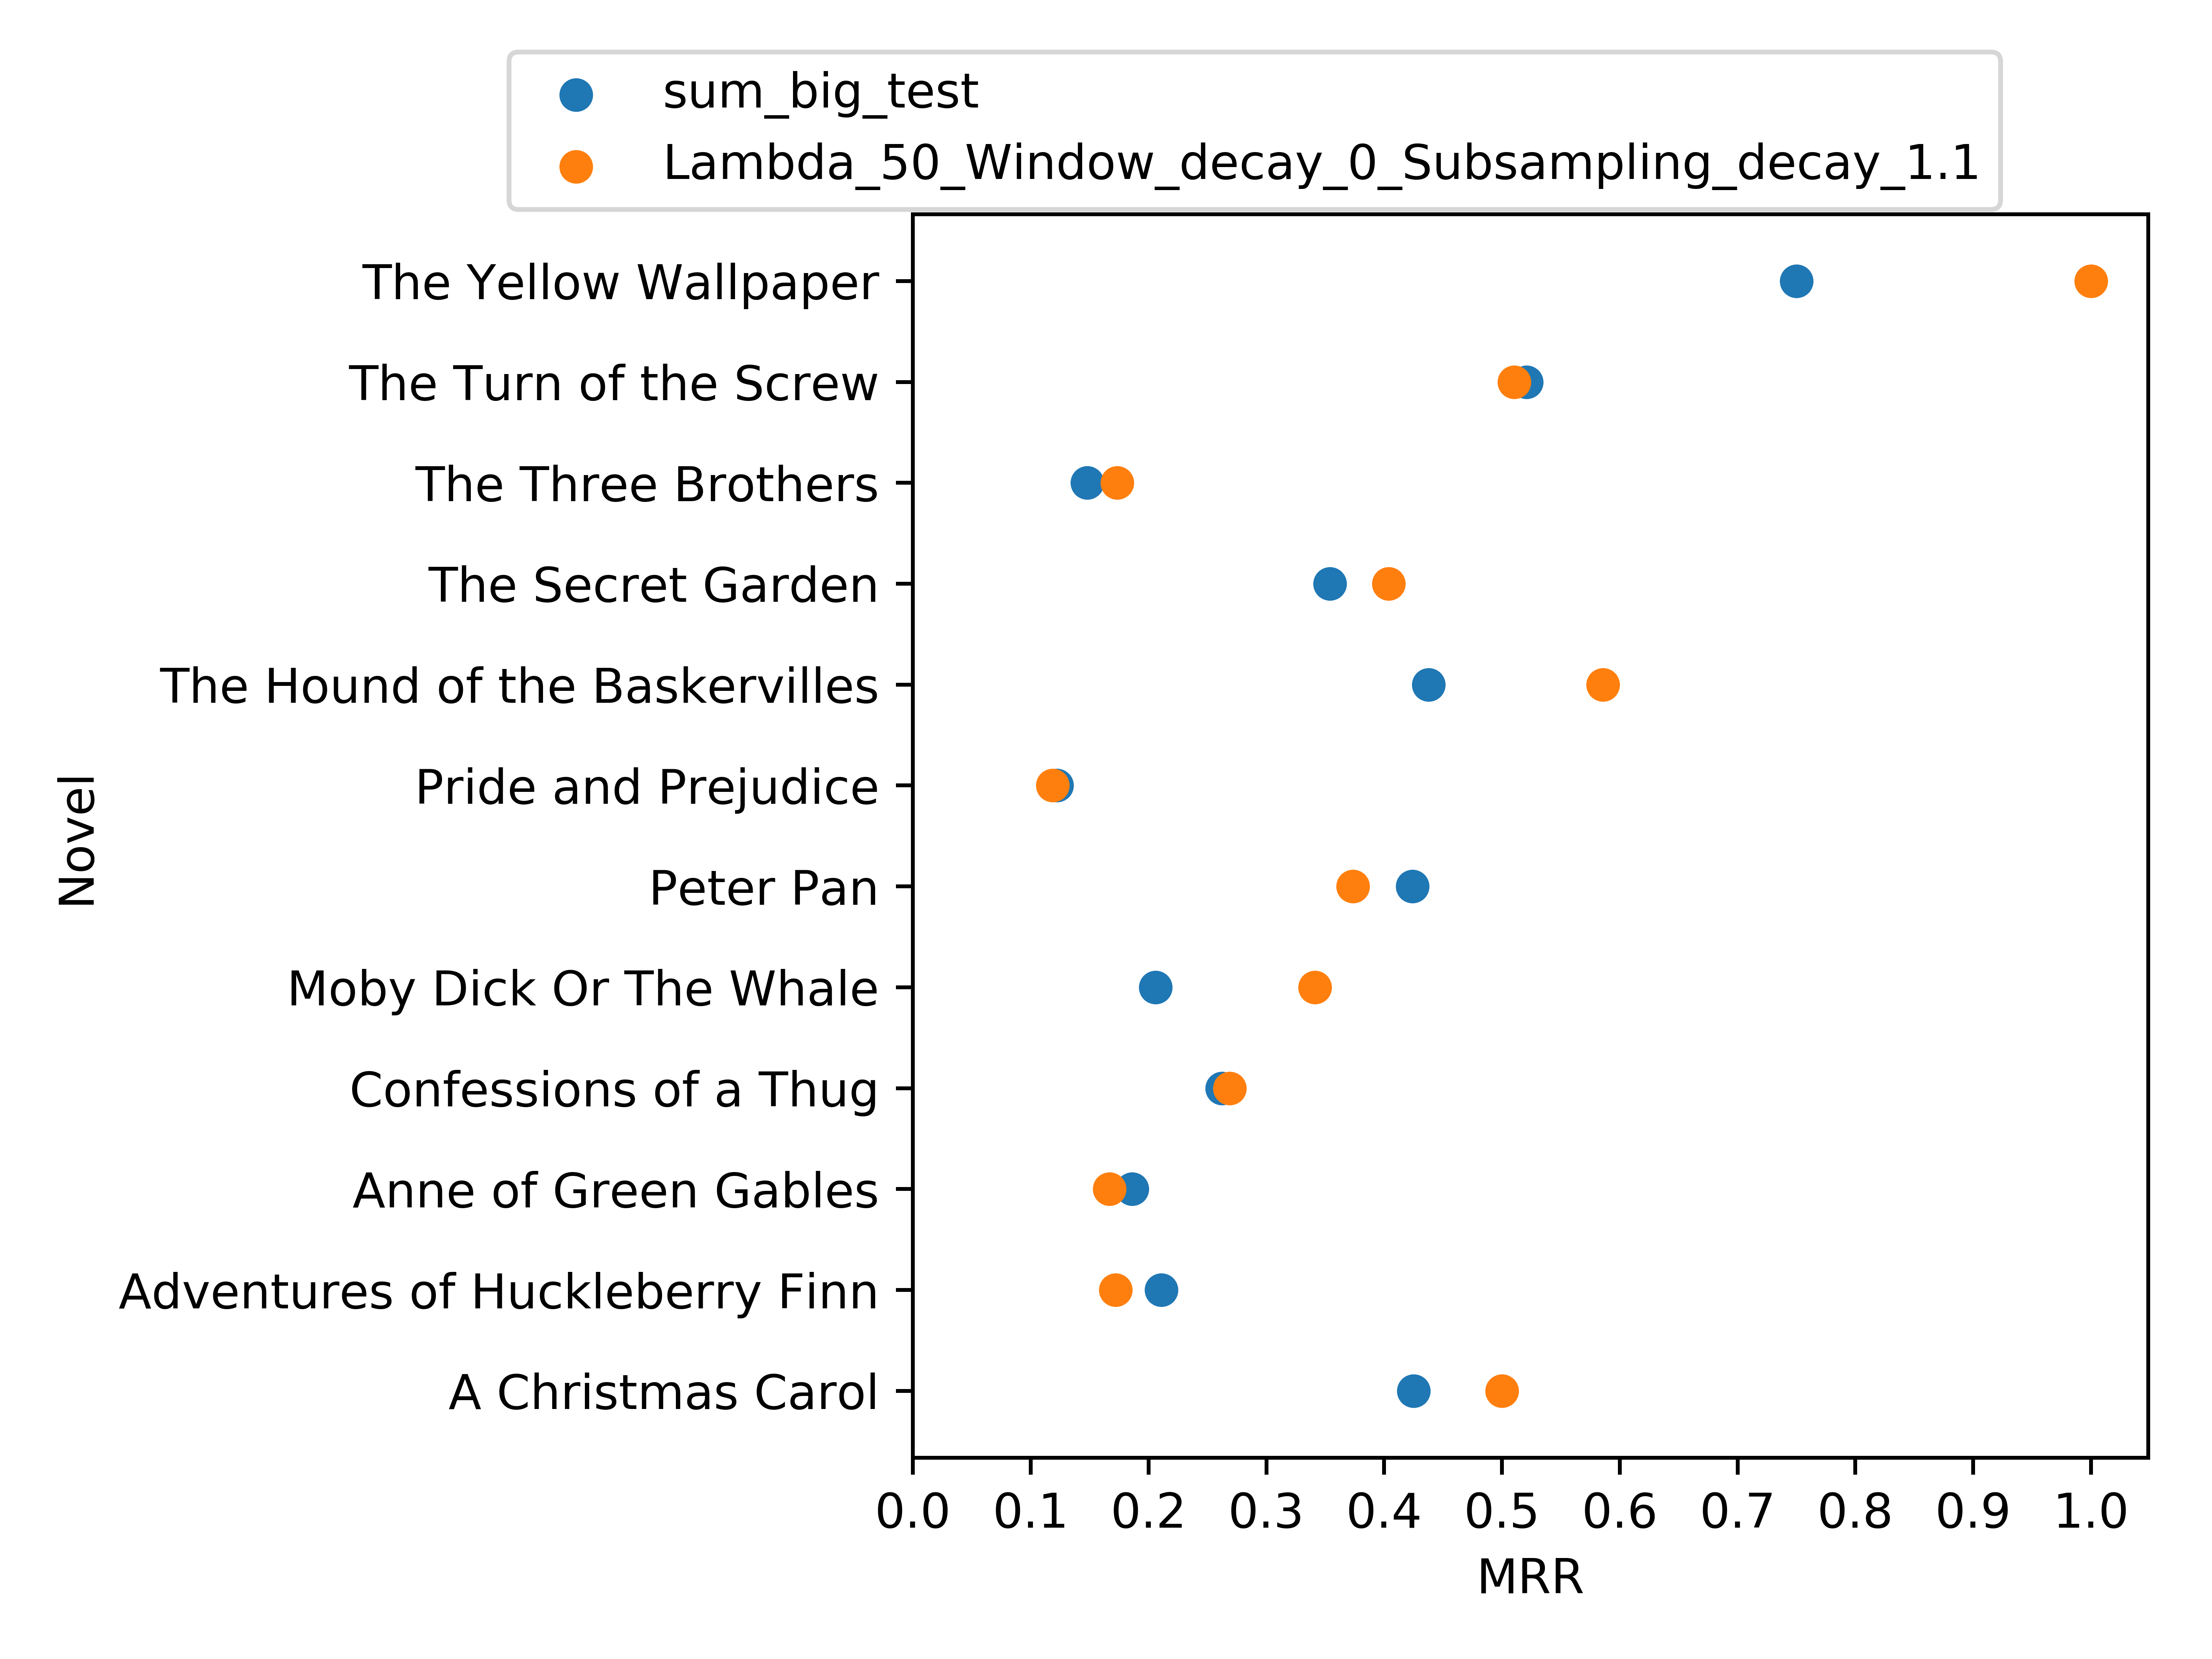 sum_big_test
Lambda_50_Window_decay_0_Subsampling_decay_1.1
The Yellow Wallpaper
The Turn of the Screw
The Three Brothers
The Secret Garden
The Hound of the Baskervilles
Pride and Prejudice
Peter Pan
Moby Dick Or The Whale
Confessions of a Thug
Anne of Green Gables
Adventures of Huckleberry Finn
A Christmas Carol
Novel
0.0 0.1 0.2 0.3 0.4 0.5 0.6 0.7 0.8 0.9 1.0
MRR